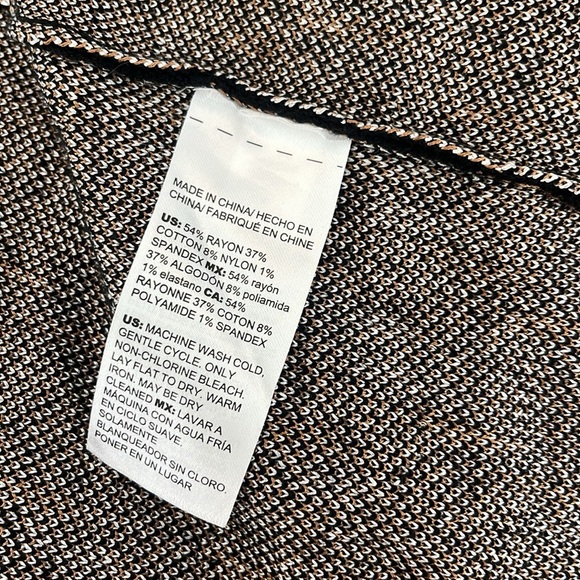 MADE IN CHINA/ HECHO EN
CHINA/ FABRIQUÉ EN CHINE
US: 54% RAYON 37%
COTTON 8% NYLON 1%
SPANDEX MX: 54% rayón
37% ALGODÓN 8% poliamida
1% elastano CA: 54%
RAYONNE 37% COTON 8%
POLYAMIDE 1% SPANDEX
US: MACHINE WASH COLD,
GENTLE CYCLE. ONLY
NON-CHLORINE BLEACH.
LAY FLAT TO DRY. WARM
IRON. MAY BE DRY
CLEANED MX: LAVAR A
MÁQUINA CON AGUA FRÍA
EN CICLO SUAVE.
SOLAMENTE
BLANQUEADOR SIN CLORO.
PONER EN UN LUGAR